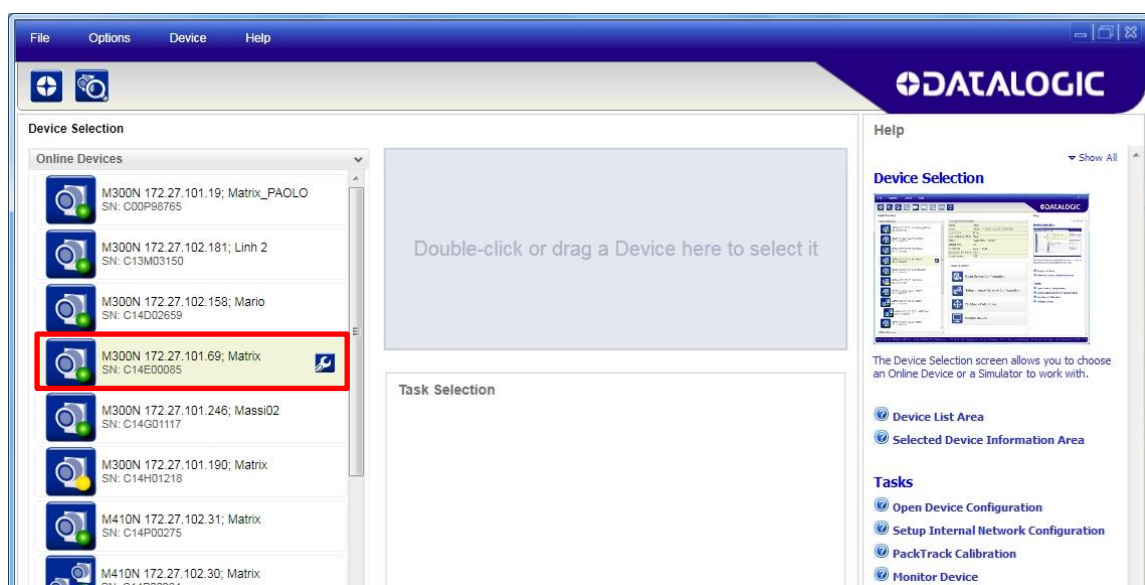 File Options Device Help
DATALOGIC
Device Selection
Online Devices
M300N 172.27.101.19; Matrix_PAOLO
SN: C00P98765
M300N 172.27.102.181; Linh 2
SN: C13M03150
M300N 172.27.102.158; Mario
SN: C14D02659
M300N 172.27.101.69; Matrix
SN: C14E00085
M300N 172.27.101.246; Massi02
SN: C14G01117
M300N 172.27.101.190; Matrix
SN: C14H01218
M410N 172.27.102.31; Matrix
SN: C14P00275
M410N 172.27.102.30; Matrix
Double-click or drag a Device here to select it
Task Selection
Help
Show All
Device Selection
The Device Selection screen allows you to choose
an Online Device or a Simulator to work with.
Device List Area
Selected Device Information Area
Tasks
Open Device Configuration
Setup Internal Network Configuration
PackTrack Calibration
Monitor Device